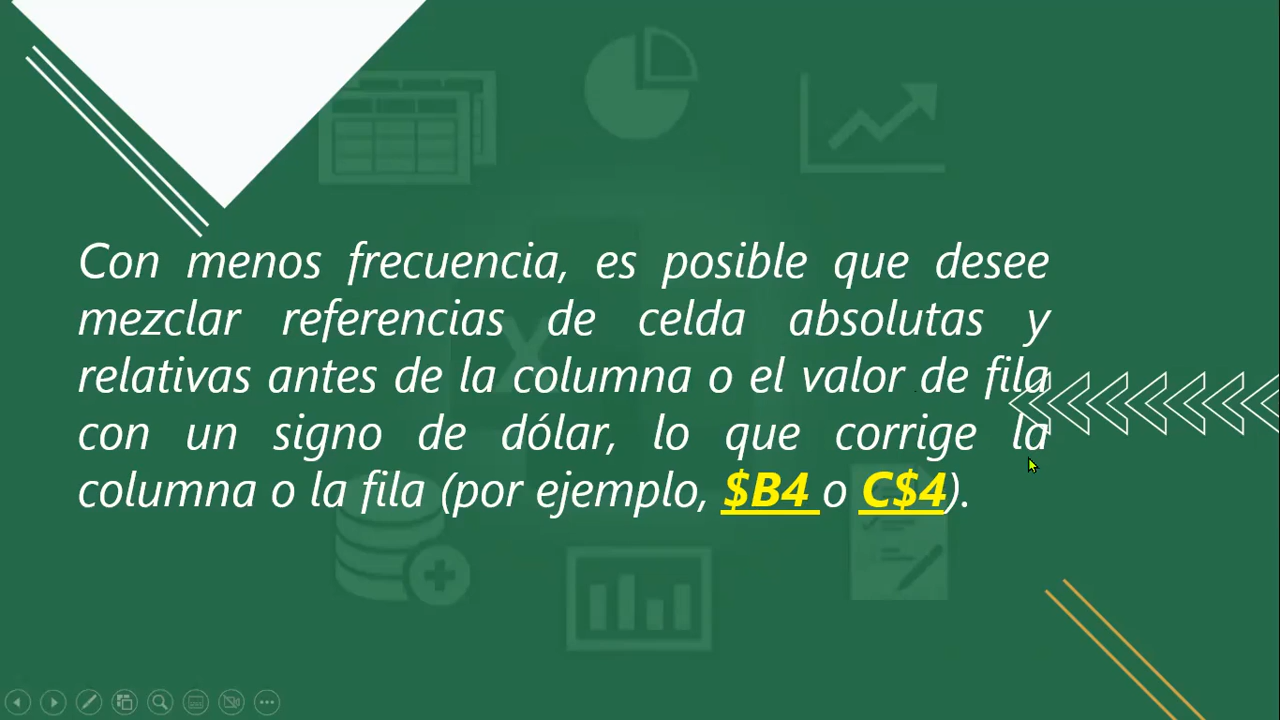 Con menos frecuencia, es posible que desee
mezclar referencias de celda absolutas y
relativas antes de la columna o el valor de fila
con un signo de dólar, lo que corrige la
columna o la fila (por ejemplo, $B4 o C$4).